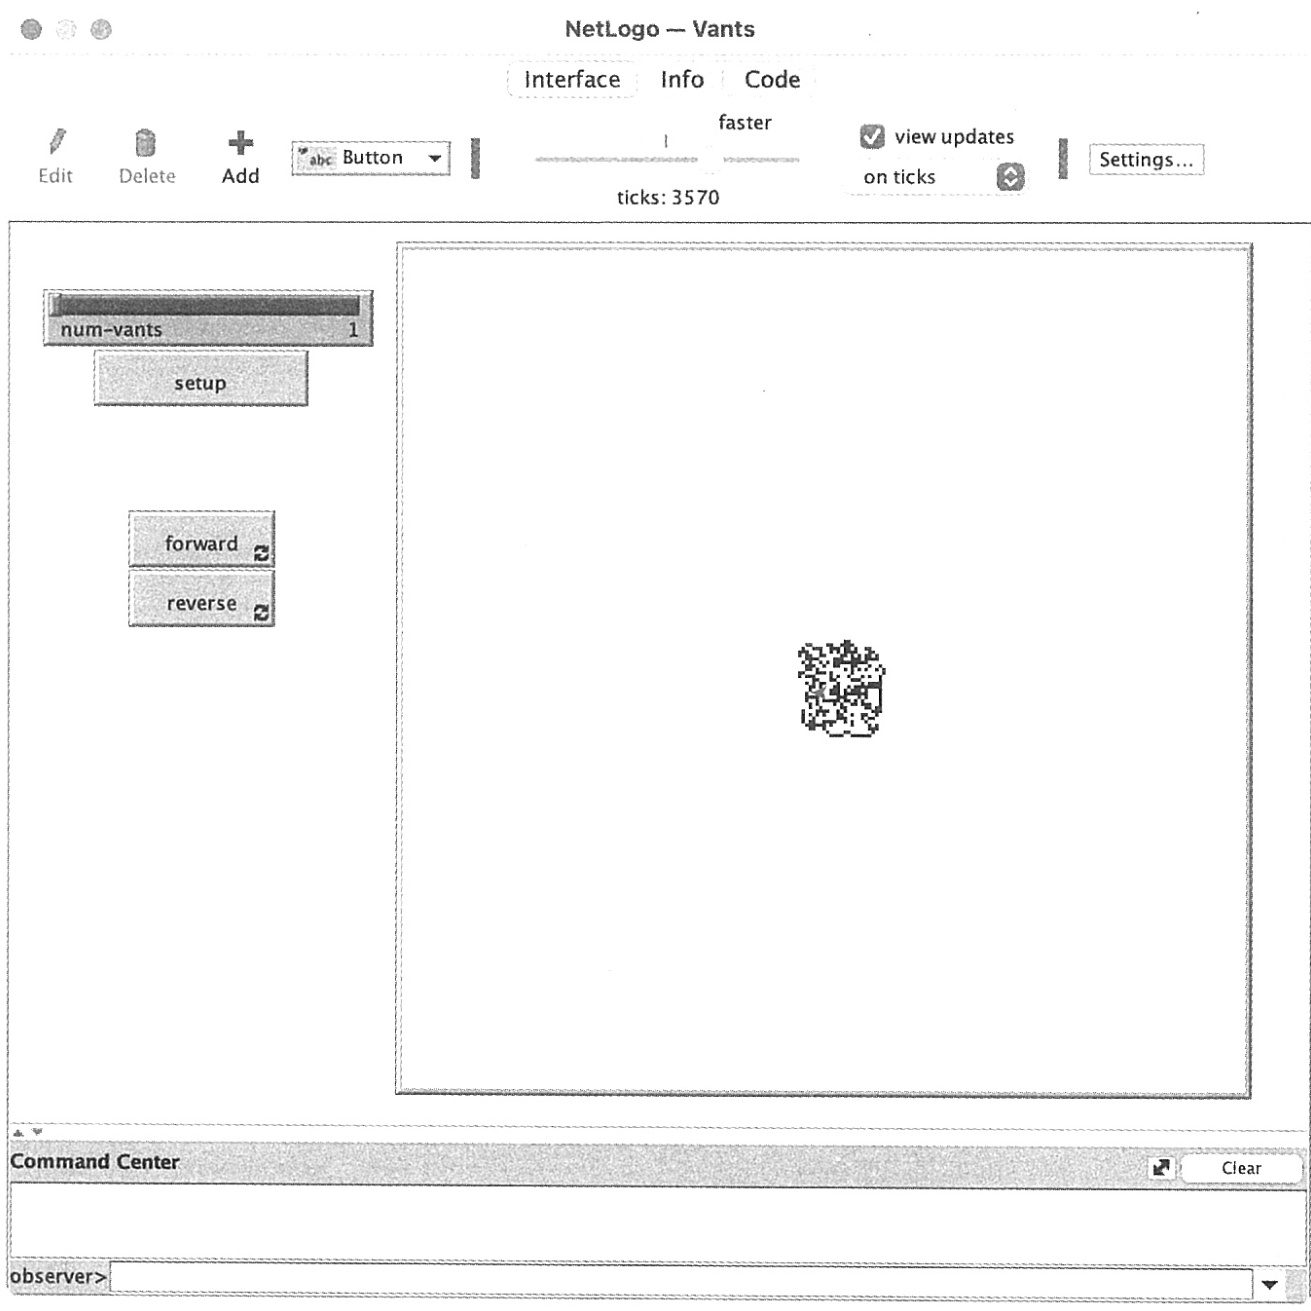 NetLogo — Vants
Interface Info Code
Edit Delete Add abc Button faster view updates Settings...
on ticks
ticks: 3570
num-vants 1
setup
forward
reverse
Command Center Clear
observer>